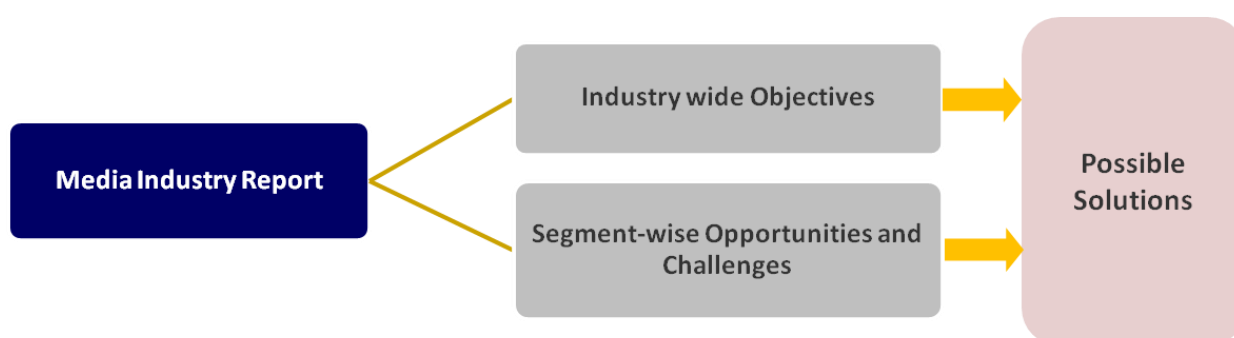 Media Industry Report
Industry wide Objectives
Segment-wise Opportunities and
Challenges
Possible
Solutions